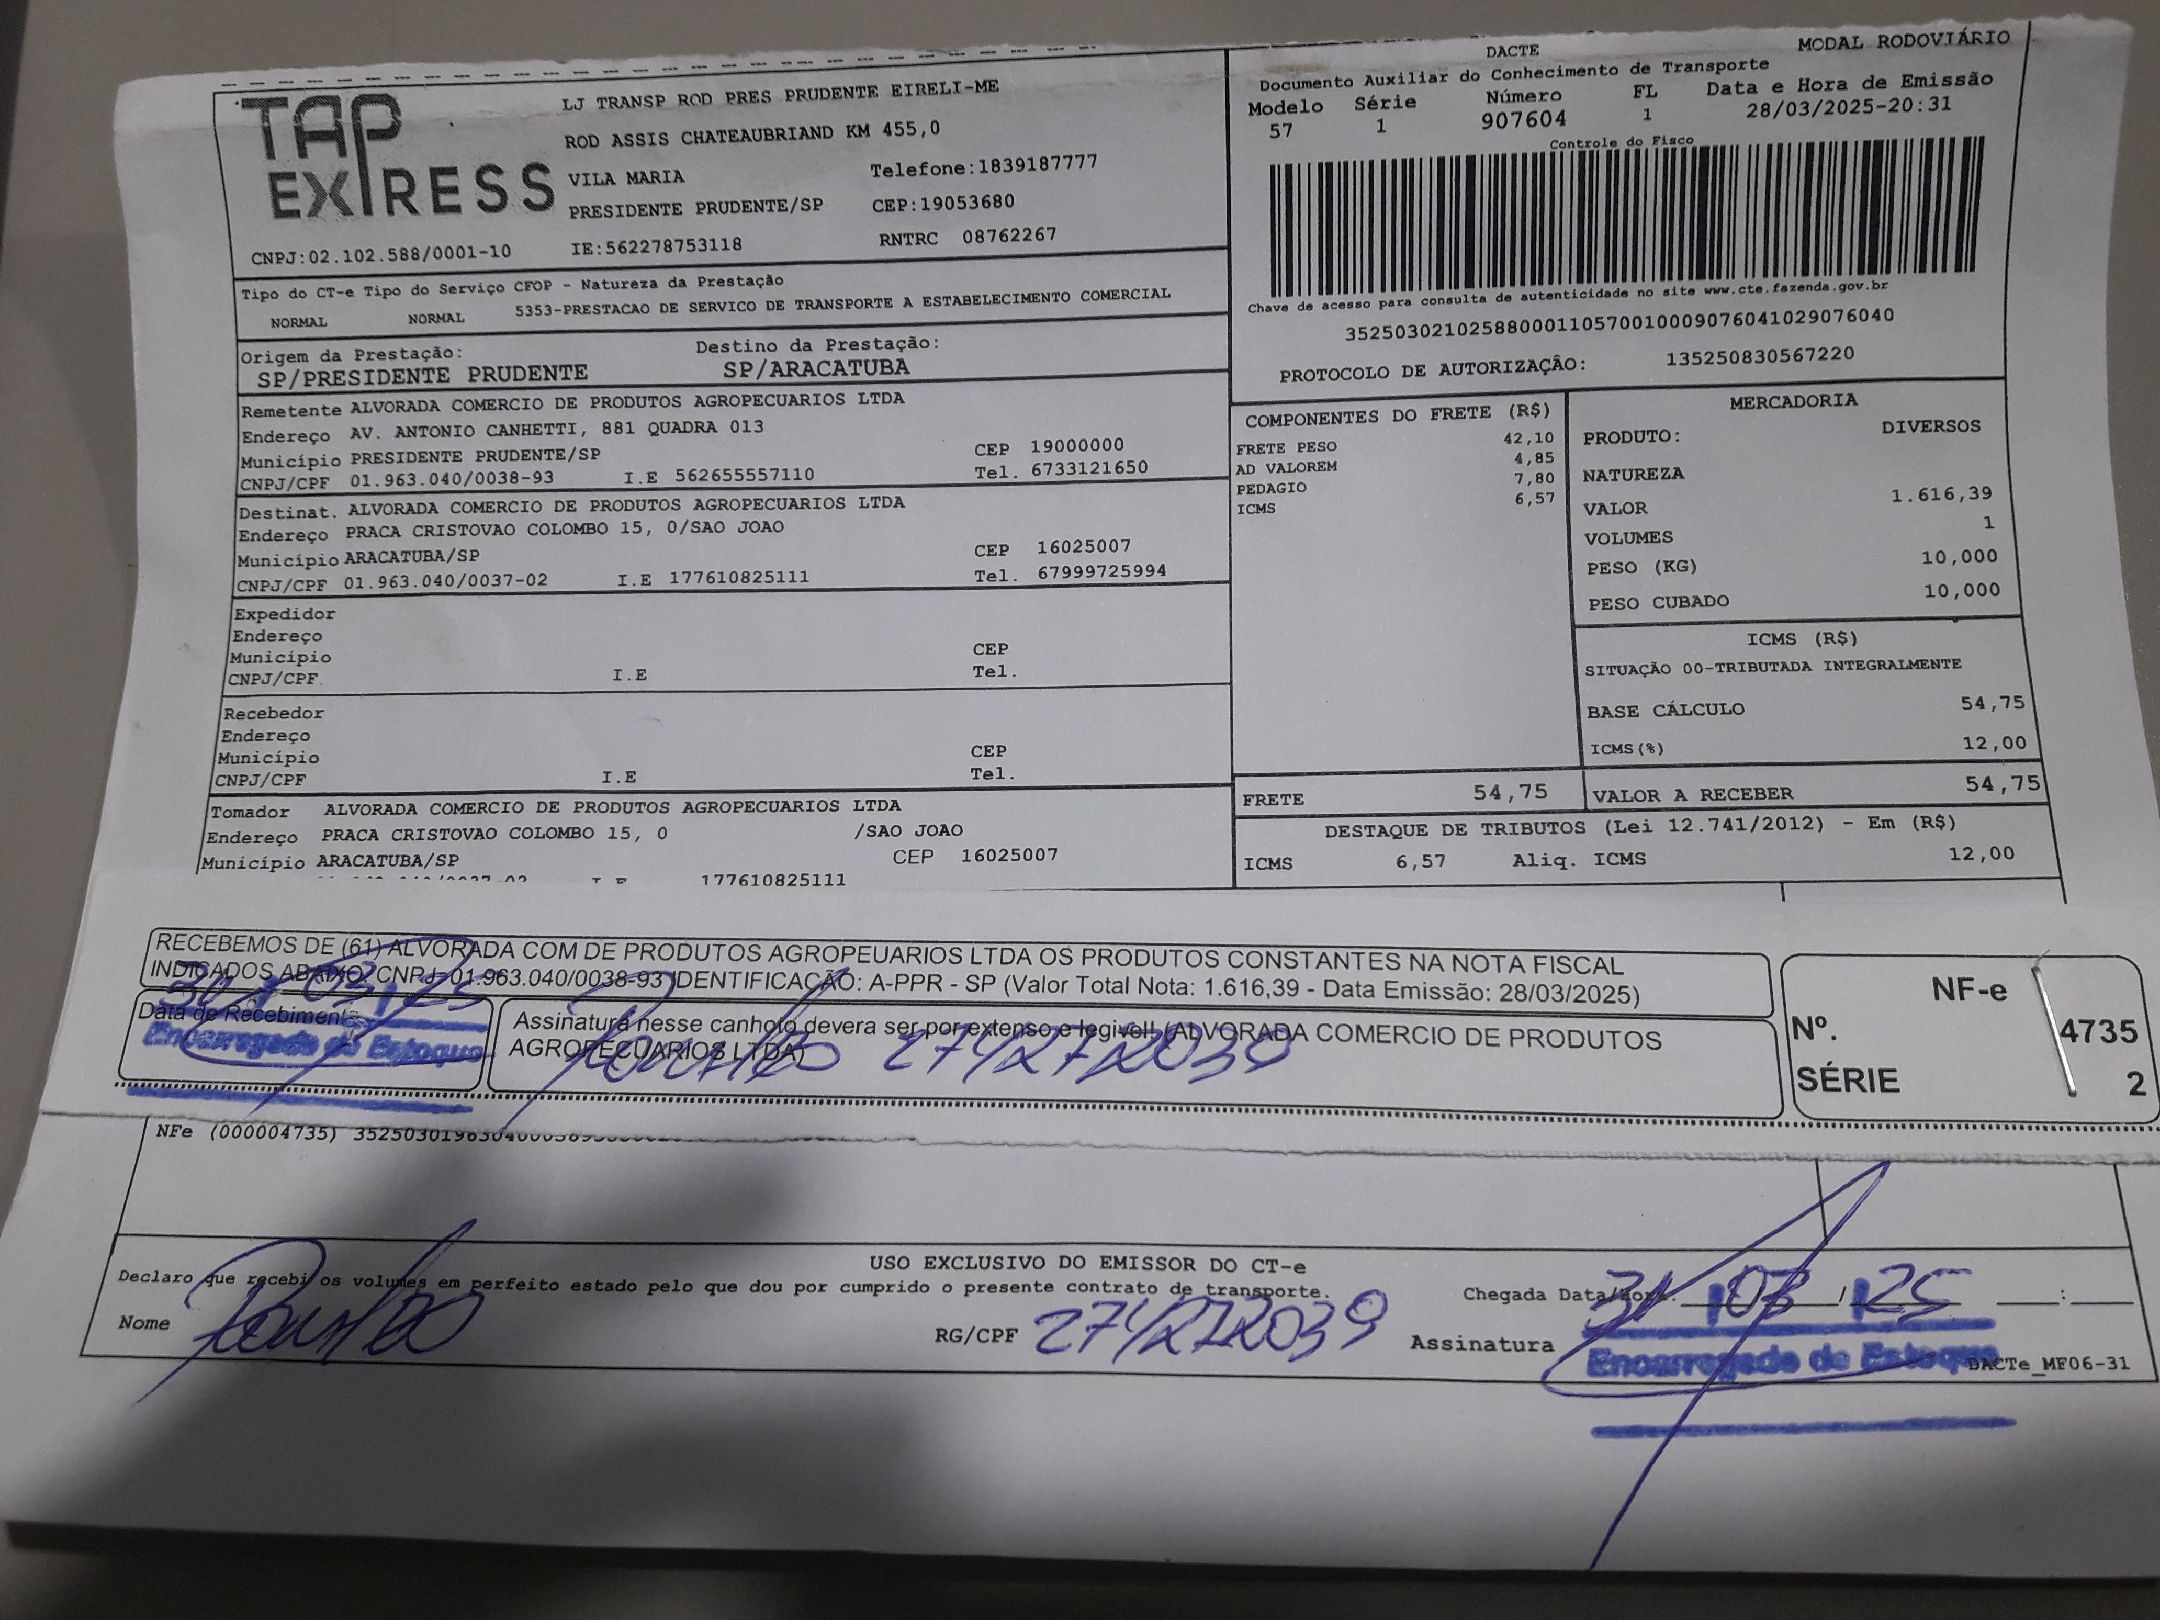 TAP EXPRESS
LJ TRANSP ROD PRES PRUDENTE EIRELI-ME
ROD ASSIS CHATEAUBRIAND KM 455,0
VILA MARIA Telefone:1839187777
PRESIDENTE PRUDENTE/SP CEP:19053680
CNPJ:02.102.588/0001-10 IE:562278753118 RNTRC 08762267
DACTE MODAL RODOVIÁRIO
Documento Auxiliar do Conhecimento de Transporte
Modelo Série Número FL Data e Hora de Emissão
57 1 907604 1 28/03/2025-20:31
Controle do Fisco
Chave de acesso para consulta de autenticidade no site www.cte.fazenda.gov.br
35250302102588000110570010009076041029076040
PROTOCOLO DE AUTORIZAÇÃO: 135250830567220
Tipo do CT-e Tipo do Serviço CFOP - Natureza da Prestação
NORMAL NORMAL 5353-PRESTACAO DE SERVICO DE TRANSPORTE A ESTABELECIMENTO COMERCIAL
Origem da Prestação: Destino da Prestação:
SP/PRESIDENTE PRUDENTE SP/ARACATUBA
Remetente ALVORADA COMERCIO DE PRODUTOS AGROPECUARIOS LTDA
Endereço AV. ANTONIO CANHETTI, 881 QUADRA 013
Município PRESIDENTE PRUDENTE/SP CEP 19000000
CNPJ/CPF 01.963.040/0038-93 I.E 562655557110 Tel. 6733121650
Destinat. ALVORADA COMERCIO DE PRODUTOS AGROPECUARIOS LTDA
Endereço PRACA CRISTOVAO COLOMBO 15, 0/SAO JOAO
Município ARACATUBA/SP CEP 16025007
CNPJ/CPF 01.963.040/0037-02 I.E 177610825111 Tel. 67999725994
Expedidor
Endereço
Município CEP
CNPJ/CPF I.E Tel.
Recebedor
Endereço
Município CEP
CNPJ/CPF I.E Tel.
Tomador ALVORADA COMERCIO DE PRODUTOS AGROPECUARIOS LTDA
Endereço PRACA CRISTOVAO COLOMBO 15, 0 /SAO JOAO
Município ARACATUBA/SP CEP 16025007
177610825111
COMPONENTES DO FRETE (R$)
FRETE PESO 42,10
AD VALOREM 4,85
PEDAGIO 7,80
ICMS 6,57
MERCADORIA
PRODUTO: DIVERSOS
NATUREZA
VALOR 1.616,39
VOLUMES 1
PESO (KG) 10,000
PESO CUBADO 10,000
ICMS (R$)
SITUAÇÃO 00-TRIBUTADA INTEGRALMENTE
BASE CÁLCULO 54,75
ICMS(%) 12,00
FRETE 54,75 VALOR A RECEBER 54,75
DESTAQUE DE TRIBUTOS (Lei 12.741/2012) - Em (R$)
ICMS 6,57 Aliq. ICMS 12,00
RECEBEMOS DE (61) ALVORADA COM DE PRODUTOS AGROPEUARIOS LTDA OS PRODUTOS CONSTANTES NA NOTA FISCAL
INDICADOS ABAIXO. CNPJ- 01.963.040/0038-93 IDENTIFICAÇÃO: A-PPR - SP (Valor Total Nota: 1.616,39 - Data Emissão: 28/03/2025)
Data de Recebimento
Encarregado de Estoque
Assinatura nesse canhoto devera ser por extenso e legivel! (ALVORADA COMERCIO DE PRODUTOS
AGROPECUARIOS LTDA)
NF-e
Nº. 4735
SÉRIE 2
NFe (000004735)
USO EXCLUSIVO DO EMISSOR DO CT-e
Declaro que recebi os volumes em perfeito estado pelo que dou por cumprido o presente contrato de transporte.
Chegada Data/Hora. 31/03/25 :
Nome RG/CPF Assinatura
Encarregado de Estoque
DACTe_MF06-31